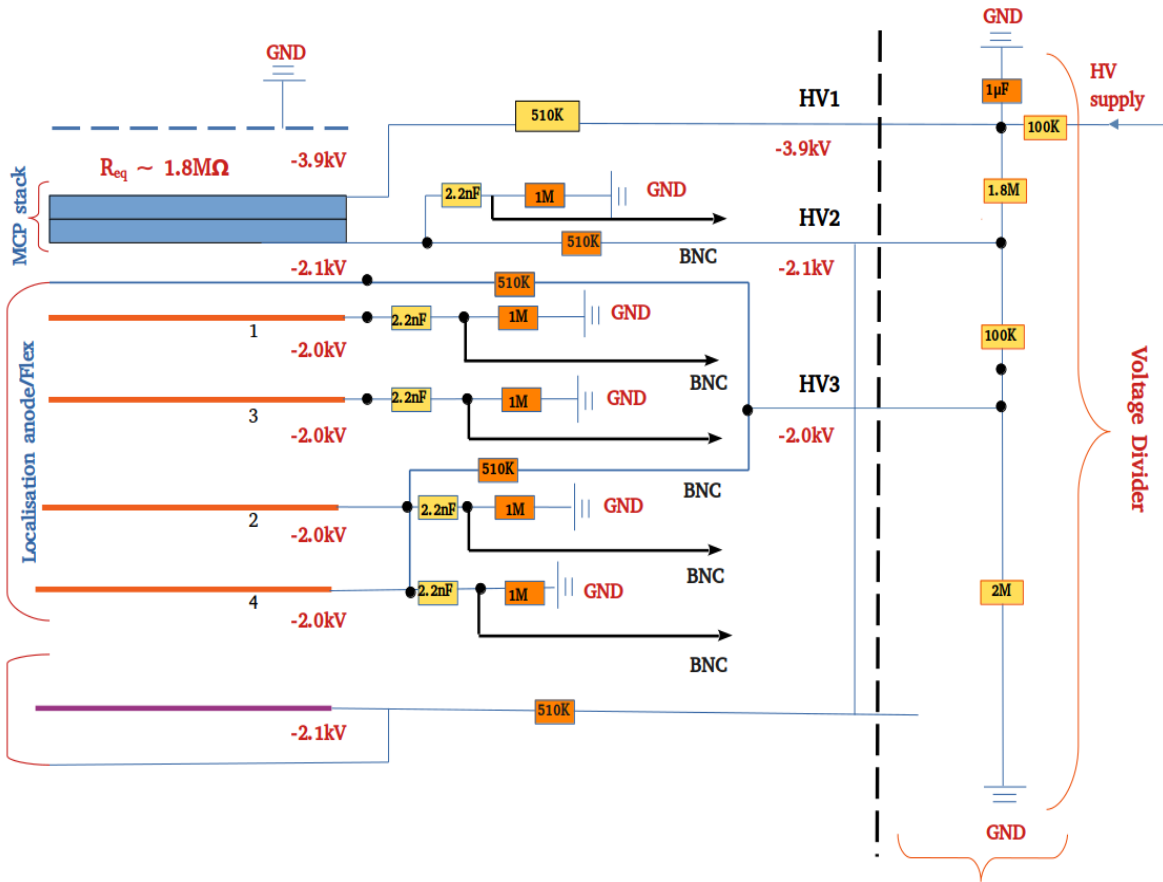 GND
GND
HV
supply
1µF
510K
HV1
100K
-3.9kV
-3.9kV
R_eq ~ 1.8MΩ
MCP stack
2.2nF
1M
GND
1.8M
HV2
510K
BNC
-2.1kV
-2.1kV
510K
2.2nF
1M
GND
1
-2.0kV
BNC
100K
2.2nF
1M
GND
HV3
3
-2.0kV
-2.0kV
510K
BNC
Localisation anode/Flex
Voltage Divider
2.2nF
1M
GND
2
-2.0kV
BNC
2.2nF
1M
GND
2M
4
-2.0kV
BNC
510K
-2.1kV
GND